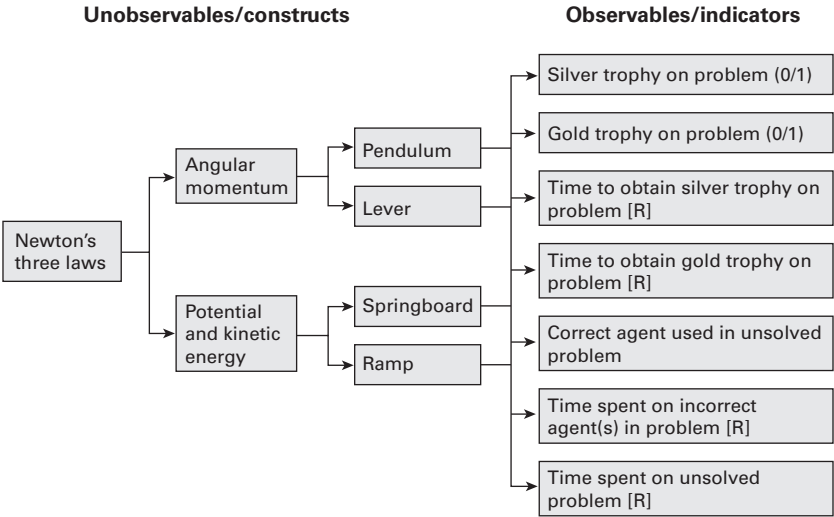 Unobservables/constructs
Observables/indicators
Newton's
three laws
Angular
momentum
Potential
and kinetic
energy
Pendulum
Lever
Springboard
Ramp
Silver trophy on problem (0/1)
Gold trophy on problem (0/1)
Time to obtain silver trophy on
problem [R]
Time to obtain gold trophy on
problem [R]
Correct agent used in unsolved
problem
Time spent on incorrect
agent(s) in problem [R]
Time spent on unsolved
problem [R]